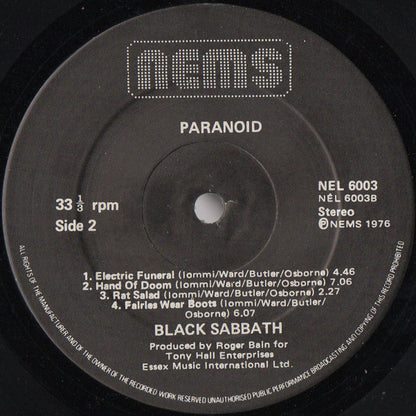 nems
PARANOID
33 1/3 rpm
Side 2
NEL 6003
NEL 6003B
Stereo
Ⓟ NEMS 1976
1. Electric Funeral (Iommi/Ward/Butler/Osborne) 4.46
2. Hand Of Doom (Iommi/Ward/Butler/Osborne) 7.06
3. Rat Salad (Iommi/Ward/Butler/Osborne) 2.27
4. Fairies Wear Boots (Iommi/Ward/Butler/
Osborne) 6.07
BLACK SABBATH
Produced by Roger Bain for
Tony Hall Enterprises
Essex Music International Ltd.
ALL RIGHTS OF THE MANUFACTURER AND OF THE OWNER OF THE RECORDED WORK RESERVED UNAUTHORISED PUBLIC PERFORMANCE BROADCASTING AND COPYING OF THIS RECORD PROHIBITED